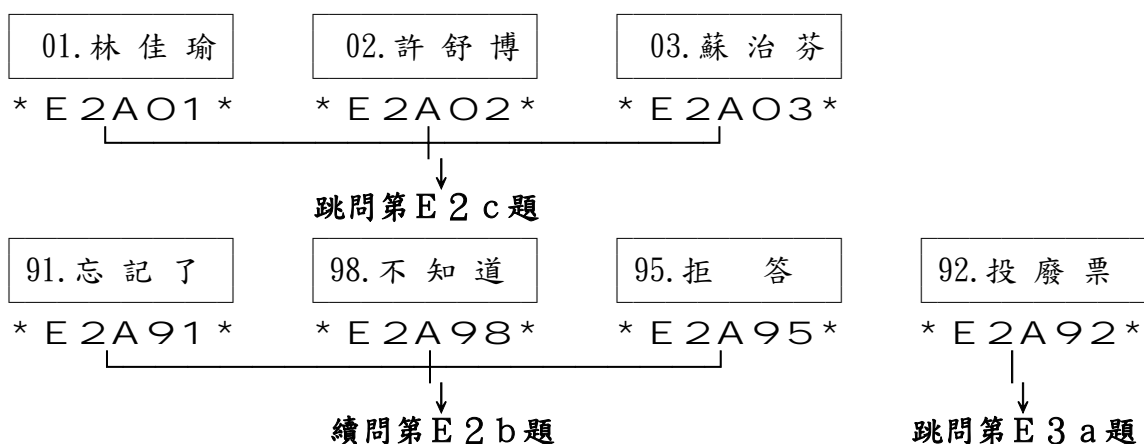 01.林 佳 瑜 02.許 舒 博 03.蘇 治 芬
*E2A01* *E2A02* *E2A03*
跳問第E2c題
91.忘 記 了 98.不 知 道 95.拒 答 92.投 廢 票
*E2A91* *E2A98* *E2A95* *E2A92*
續問第E2b題 跳問第E3a題